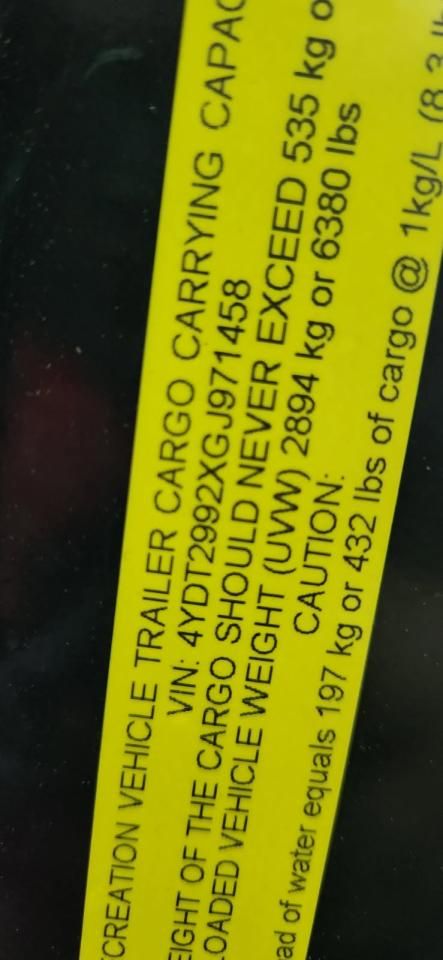 CREATION VEHICLE TRAILER CARGO CARRYING CAPAC
VIN: 4YDT2992XGJ971458
EIGHT OF THE CARGO SHOULD NEVER EXCEED 535 kg o
LOADED VEHICLE WEIGHT (UVW) 2894 kg or 6380 lbs
CAUTION:
ad of water equals 197 kg or 432 lbs of cargo @ 1kg/L (8.3 l